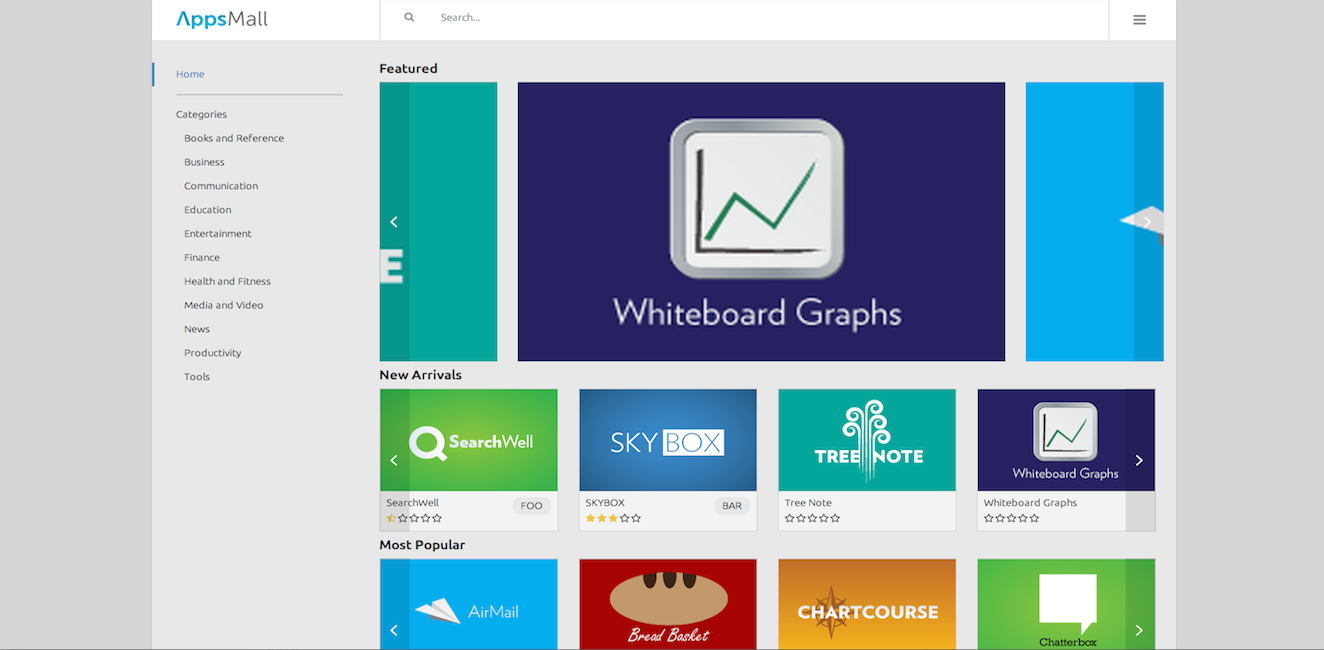 AppsMall
Search...
Home
Categories
Books and Reference
Business
Communication
Education
Entertainment
Finance
Health and Fitness
Media and Video
News
Productivity
Tools
Featured
E
Whiteboard Graphs
New Arrivals
SearchWell
SKYBOX
TREE NOTE
Whiteboard Graphs
SearchWell
FOO
SKYBOX
BAR
Tree Note
Whiteboard Graphs
Most Popular
AirMail
Bread Basket
CHARTCOURSE
Chatterbox